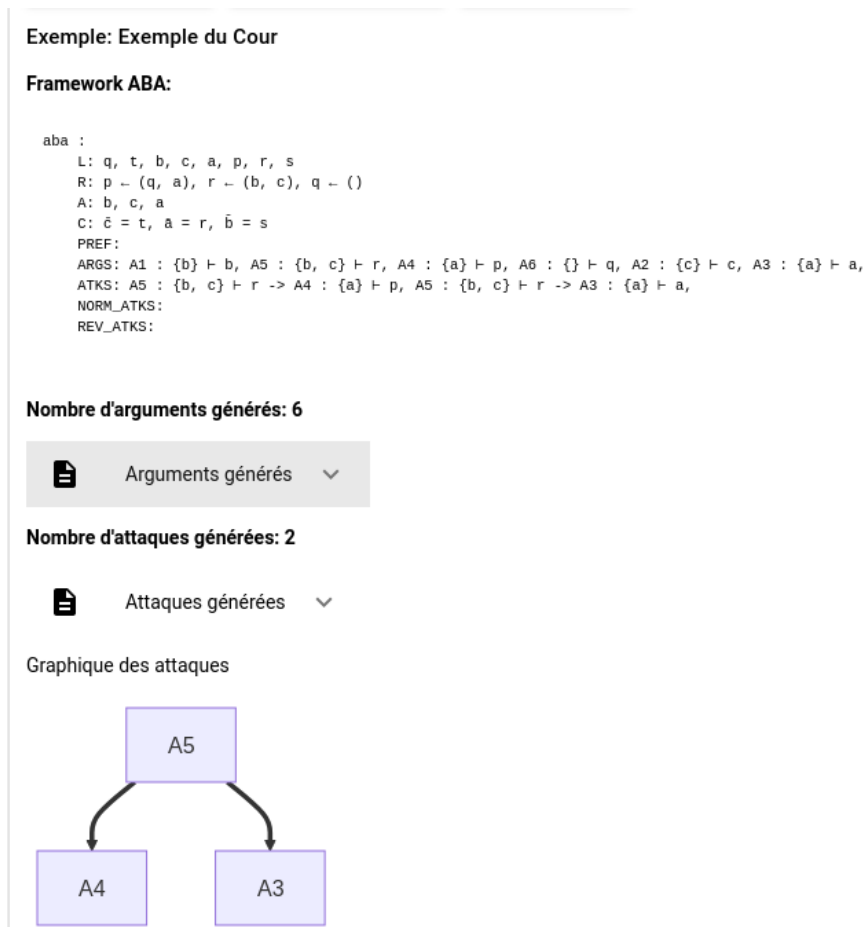 Exemple: Exemple du Cour
Framework ABA:
aba :
L: q, t, b, c, a, p, r, s
R: p ← (q, a), r ← (b, c), q ← ()
A: b, c, a
C: c̄ = t, ā = r, b̄ = s
PREF:
ARGS: A1 : {b} ⊢ b, A5 : {b, c} ⊢ r, A4 : {a} ⊢ p, A6 : {} ⊢ q, A2 : {c} ⊢ c, A3 : {a} ⊢ a,
ATKS: A5 : {b, c} ⊢ r -> A4 : {a} ⊢ p, A5 : {b, c} ⊢ r -> A3 : {a} ⊢ a,
NORM_ATKS:
REV_ATKS:
Nombre d'arguments générés: 6
Arguments générés
Nombre d'attaques générées: 2
Attaques générées
Graphique des attaques
A5
A4 A3